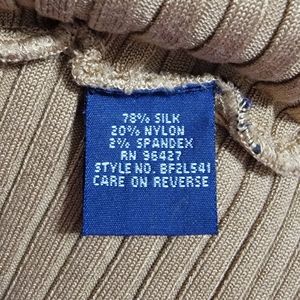 78% SILK
20% NYLON
2% SPANDEX
RN 96427
STYLE NO. BF2L541
CARE ON REVERSE